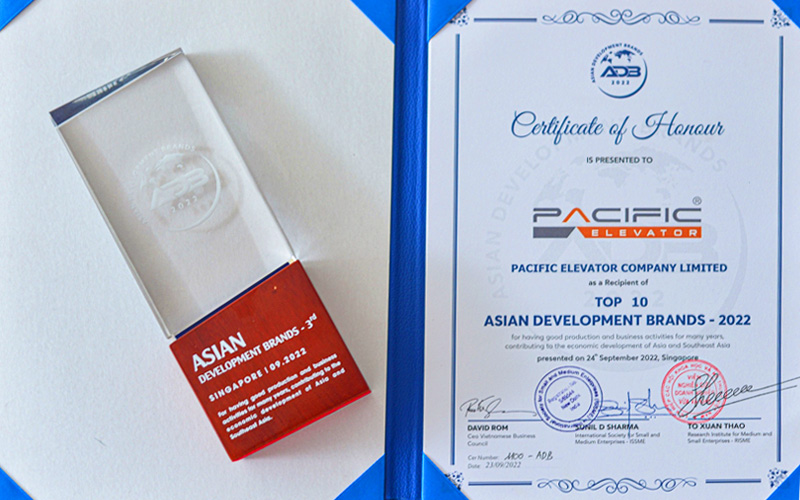 ADB
2022
ASIAN
DEVELOPMENT BRANDS - 3rd
SINGAPORE | 09.2022
For having good production and business
activities for many years, contributing to the
economic development of Asia and
Southeast Asia.
ASIAN DEVELOPMENT BRANDS
ADB
2022
Certificate of Honour
IS PRESENTED TO
PACIFIC®
ELEVATOR
PACIFIC ELEVATOR COMPANY LIMITED
as a Recipient of
TOP 10
ASIAN DEVELOPMENT BRANDS - 2022
for having good production and business activities for many years,
contributing to the economic development of Asia and Southeast Asia
presented on 24th September 2022, Singapore
DAVID ROM
Ceo Vietnamese Business
Council
SUNIL D SHARMA
International Society for Small and
Medium Enterprises - ISSME
TO XUAN THAO
Research Institute for Medium and
Small Enterprises - RISME
Cer Number: 1100 - ADB
Date: 23/09/2022